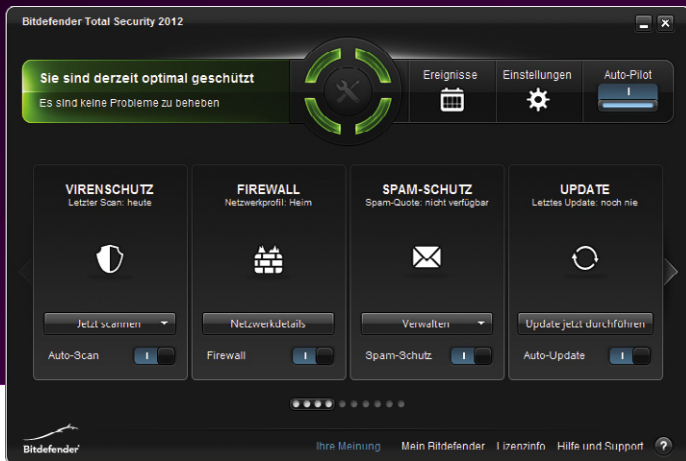 Bitdefender Total Security 2012
Sie sind derzeit optimal geschützt
Es sind keine Probleme zu beheben
Ereignisse
Einstellungen
Auto-Pilot
VIRENSCHUTZ
Letzter Scan: heute
Jetzt scannen
Auto-Scan
FIREWALL
Netzwerkprofil: Heim
Netzwerkdetails
Firewall
SPAM-SCHUTZ
Spam-Quote: nicht verfügbar
Verwalten
Spam-Schutz
UPDATE
Letztes Update: noch nie
Update jetzt durchführen
Auto-Update
Bitdefender
Ihre Meinung Mein Bitdefender Lizenzinfo Hilfe und Support ?